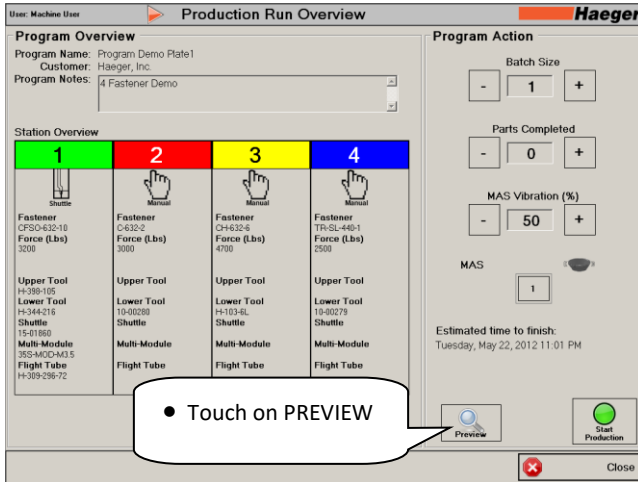 User: Machine User
Production Run Overview
Haeger
Program Overview
Program Name: Program Demo Plate1
Customer: Haeger, Inc.
Program Notes: 4 Fastener Demo
Station Overview
1 2 3 4
Shuttle Manual Manual Manual
Fastener Fastener Fastener Fastener
CFSO-632-10 C-632-2 CH-632-6 TR-SL-440-1
Force (Lbs) Force (Lbs) Force (Lbs) Force (Lbs)
3200 3000 4700 2500
Upper Tool Upper Tool Upper Tool Upper Tool
H-398-105
Lower Tool Lower Tool Lower Tool Lower Tool
H-344-216 10-00280 H-103-6L 10-00279
Shuttle Shuttle Shuttle Shuttle
15-01860
Multi-Module Multi-Module Multi-Module Multi-Module
35S-MOD-M3.5
Flight Tube Flight Tube Flight Tube Flight Tube
H-309-296-72
Program Action
Batch Size
- 1 +
Parts Completed
- 0 +
MAS Vibration (%)
- 50 +
MAS
1
Estimated time to finish:
Tuesday, May 22, 2012 11:01 PM
• Touch on PREVIEW
Preview
Start
Production
Close